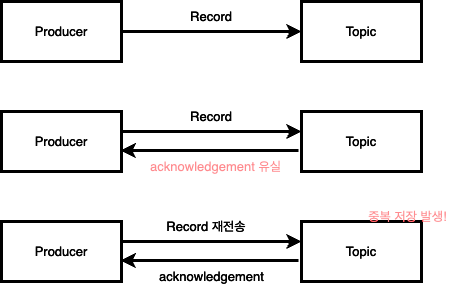 Record
Producer
Topic
Record
Producer
Topic
acknowledgement 유실
중복 저장 발생!
Record 재전송
Producer
Topic
acknowledgement